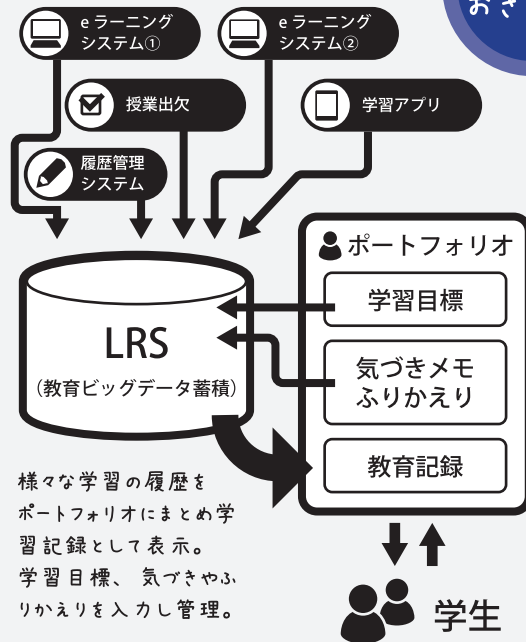 eラーニング
システム①
eラーニング
システム②
おさ
授業出欠
学習アプリ
履歴管理
システム
ポートフォリオ
学習目標
気づきメモ
ふりかえり
教育記録
LRS
（教育ビッグデータ蓄積）
様々な学習の履歴を
ポートフォリオにまとめ学
習記録として表示。
学習目標、気づきやふ
りかえりを入力し管理。
学生